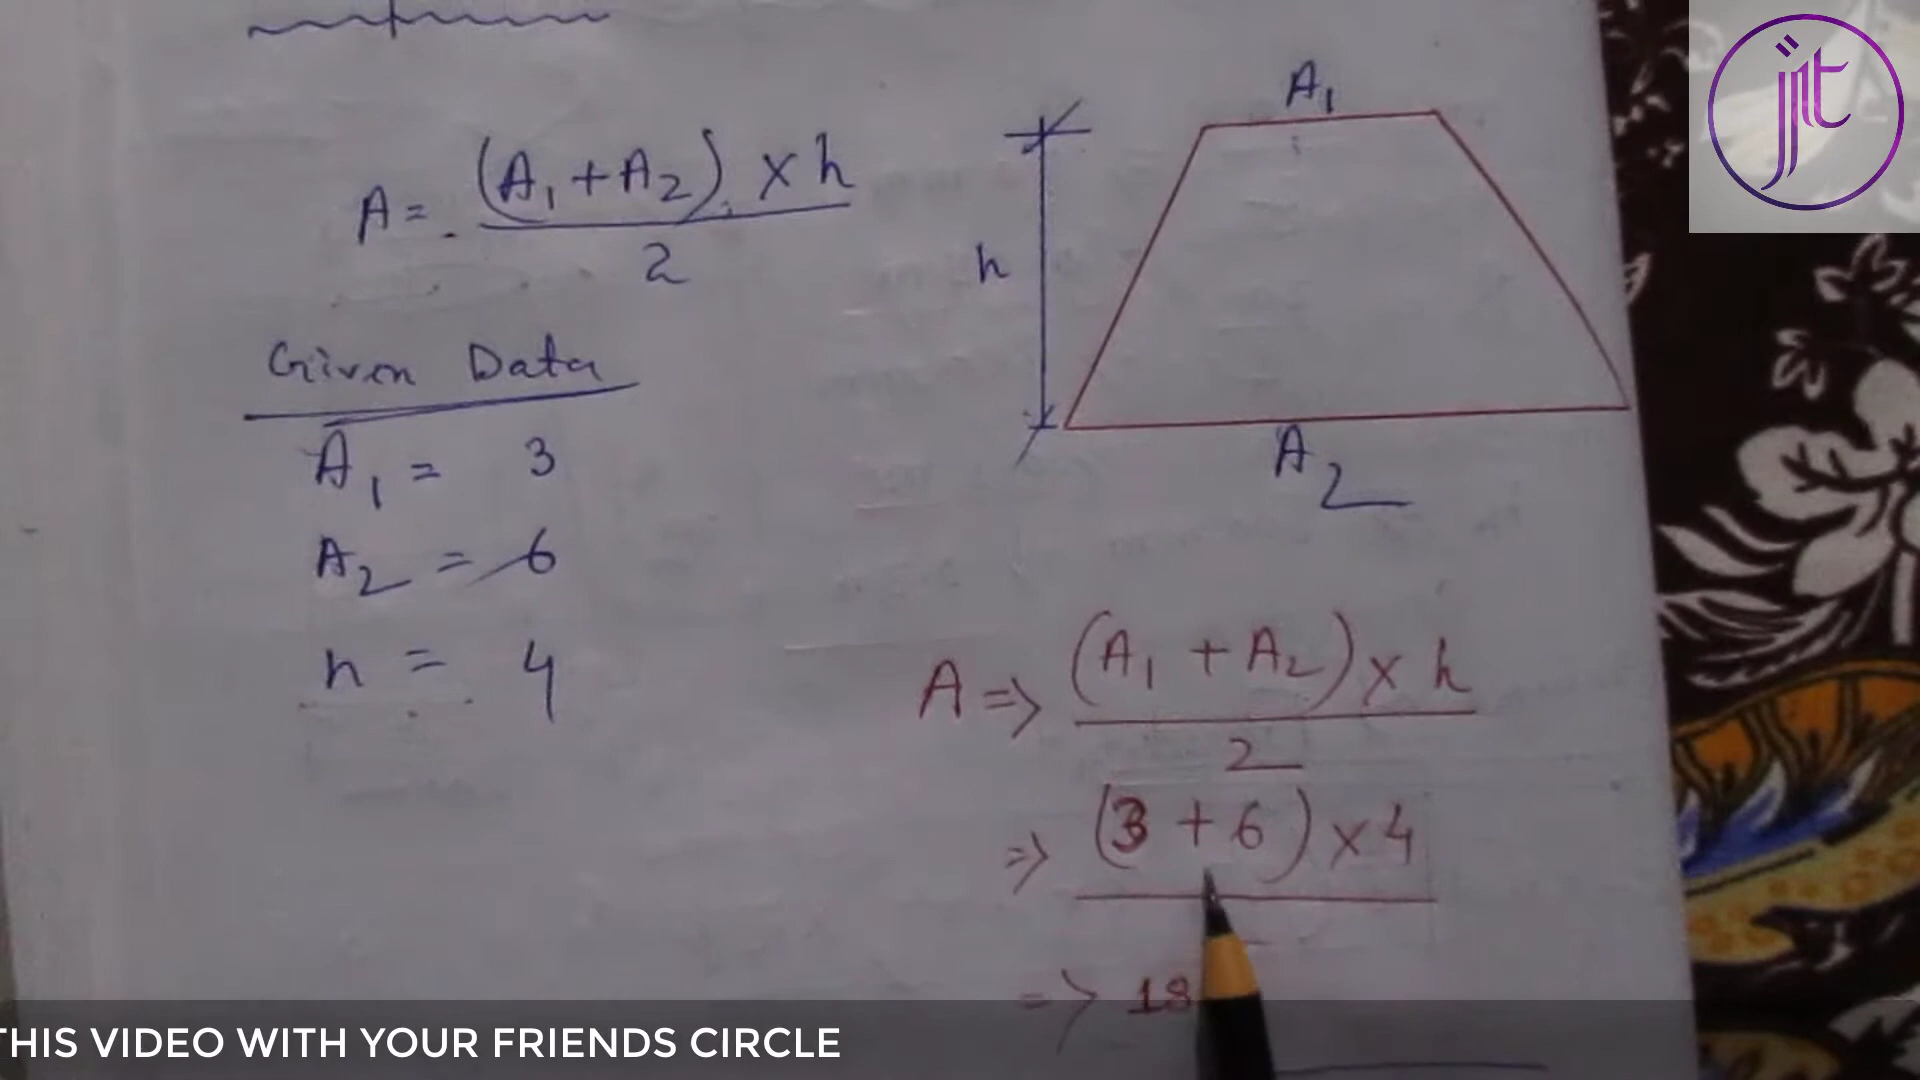 A = (A1 + A2) x h
2
Given Data
A1 = 3
A2 = 6
h = 4
A1
h
A2
A => (A1 + A2) x h
2
=> (3 + 6) x 4
=> 18
jjt
THIS VIDEO WITH YOUR FRIENDS CIRCLE